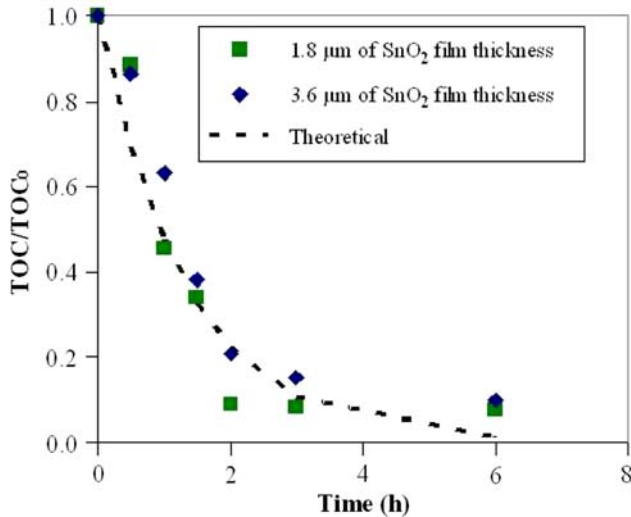 1.8 µm of SnO₂ film thickness
3.6 µm of SnO₂ film thickness
Theoretical
TOC/TOC₀
1.0
0.8
0.6
0.4
0.2
0.0
0
2
4
6
8
Time (h)